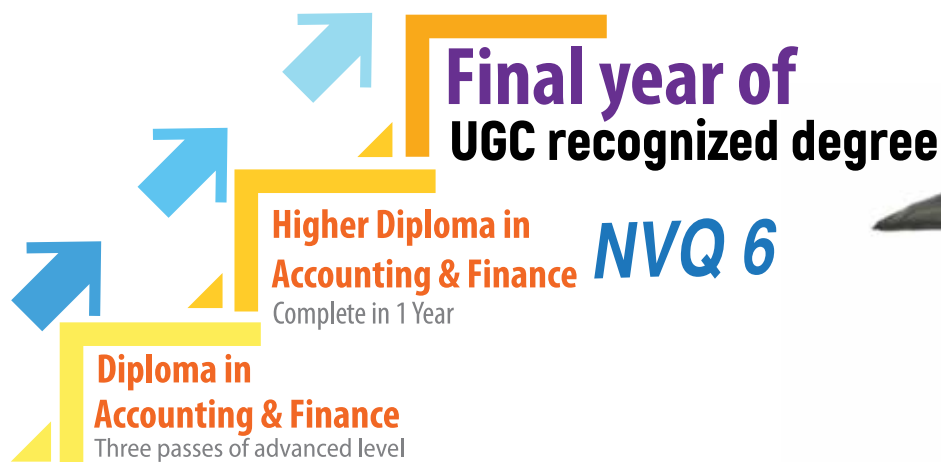 Final year of
UGC recognized degree
Higher Diploma in
Accounting & Finance
NVQ 6
Complete in 1 Year
Diploma in
Accounting & Finance
Three passes of advanced level